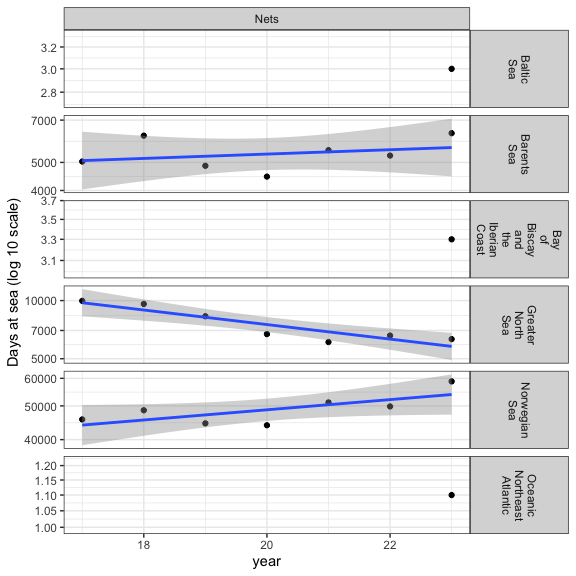 Nets
3.2
3.0
2.8
Baltic
Sea
7000
5000
4000
Barents
Sea
3.7
3.5
3.3
3.1
Bay
of
Biscay
and
the
Iberian
Coast
10000
7000
5000
Greater
North
Sea
60000
50000
40000
Norwegian
Sea
1.20
1.15
1.10
1.05
1.00
Oceanic
Northeast
Atlantic
18
20
22
year
Days at sea (log 10 scale)